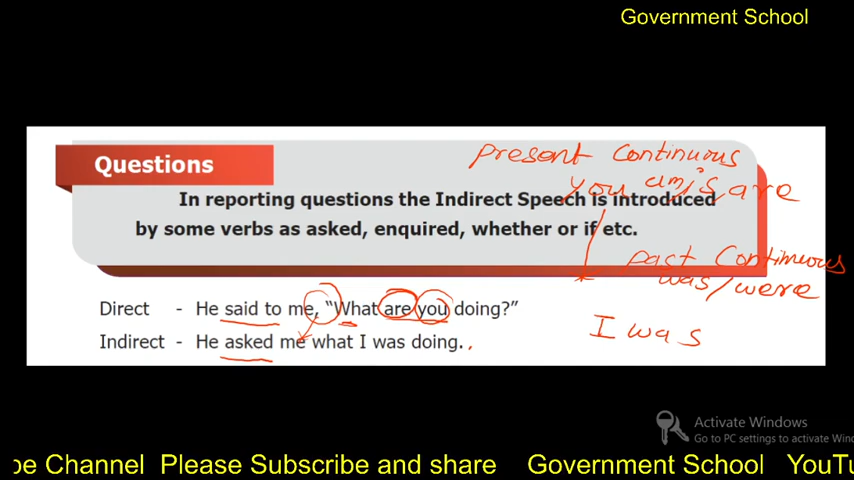 Government School
present continuous
Questions
you am, is, are
In reporting questions the Indirect Speech is introduced
by some verbs as asked, enquired, whether or if etc.
past continuous
was/were
Direct - He said to me, “What are you doing?”
I was
Indirect - He asked me what I was doing.
Activate Windows
Go to PC settings to activate Win
be Channel Please Subscribe and share Government School YouTu